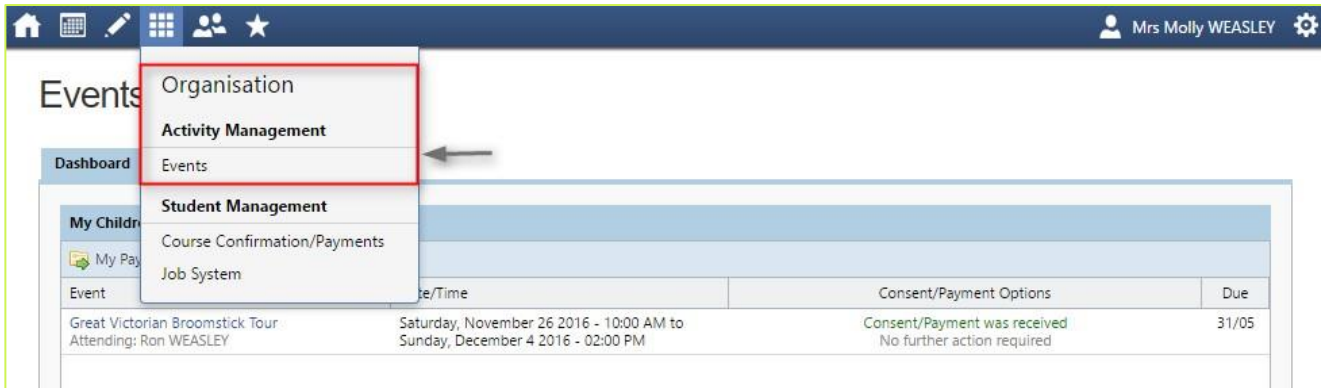 Mrs Molly WEASLEY
Events
Organisation
Activity Management
Events
Dashboard
Student Management
Course Confirmation/Payments
Job System
My Childr
My Pay
Event
te/Time
Consent/Payment Options
Due
Great Victorian Broomstick Tour
Attending: Ron WEASLEY
Saturday, November 26 2016 - 10:00 AM to
Sunday, December 4 2016 - 02:00 PM
Consent/Payment was received
No further action required
31/05